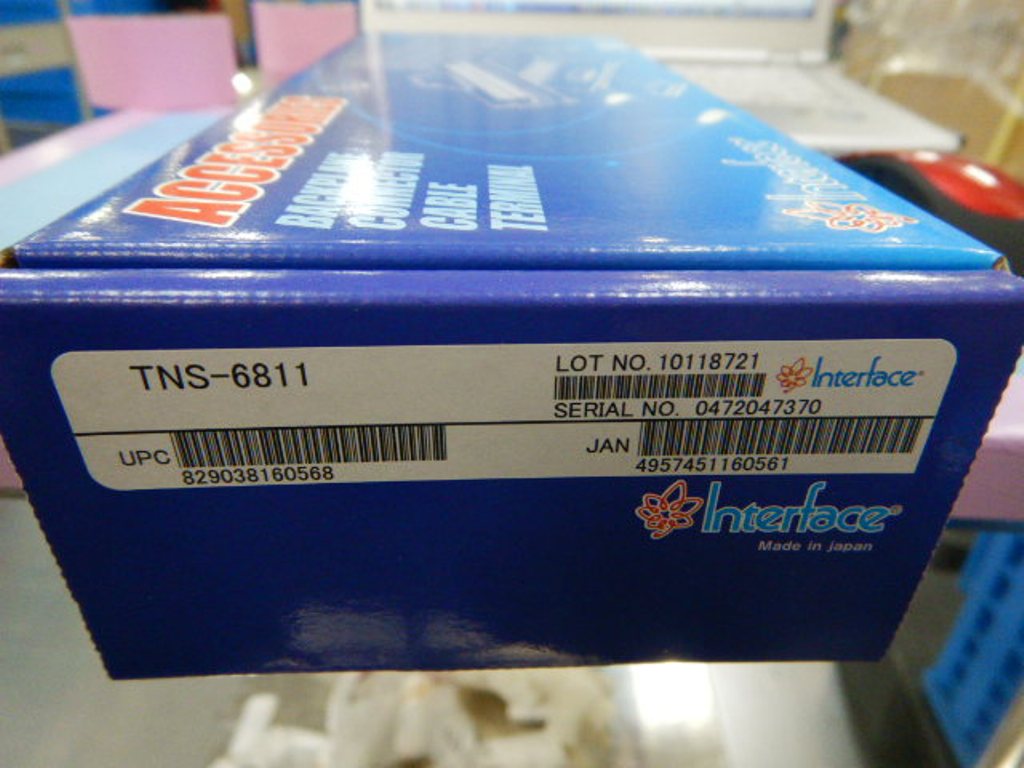 ACCESSORIES
BACKPLANE
CONNECTOR
CABLE
TERMINAL
Interface
TNS-6811
LOT NO. 10118721
Interface®
SERIAL NO. 0472047370
UPC
829038160568
JAN
4957451160561
Interface®
Made in japan